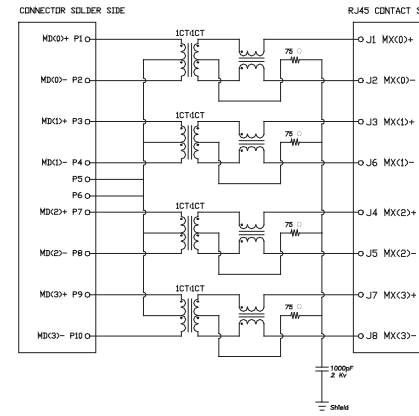 CONNECTOR SOLDER SIDE
RJ45 CONTACT S
1CT:1CT
MD(0)+ P1
75 Ω
J1 MX(0)+
MD(0)- P2
J2 MX(0)-
1CT:1CT
MD(1)+ P3
75 Ω
J3 MX(1)+
MD(1)- P4
J6 MX(1)-
P5
P6
1CT:1CT
MD(2)+ P7
75 Ω
J4 MX(2)+
MD(2)- P8
J5 MX(2)-
1CT:1CT
MD(3)+ P9
75 Ω
J7 MX(3)+
MD(3)- P10
J8 MX(3)-
1000pF
2 Kv
Shield